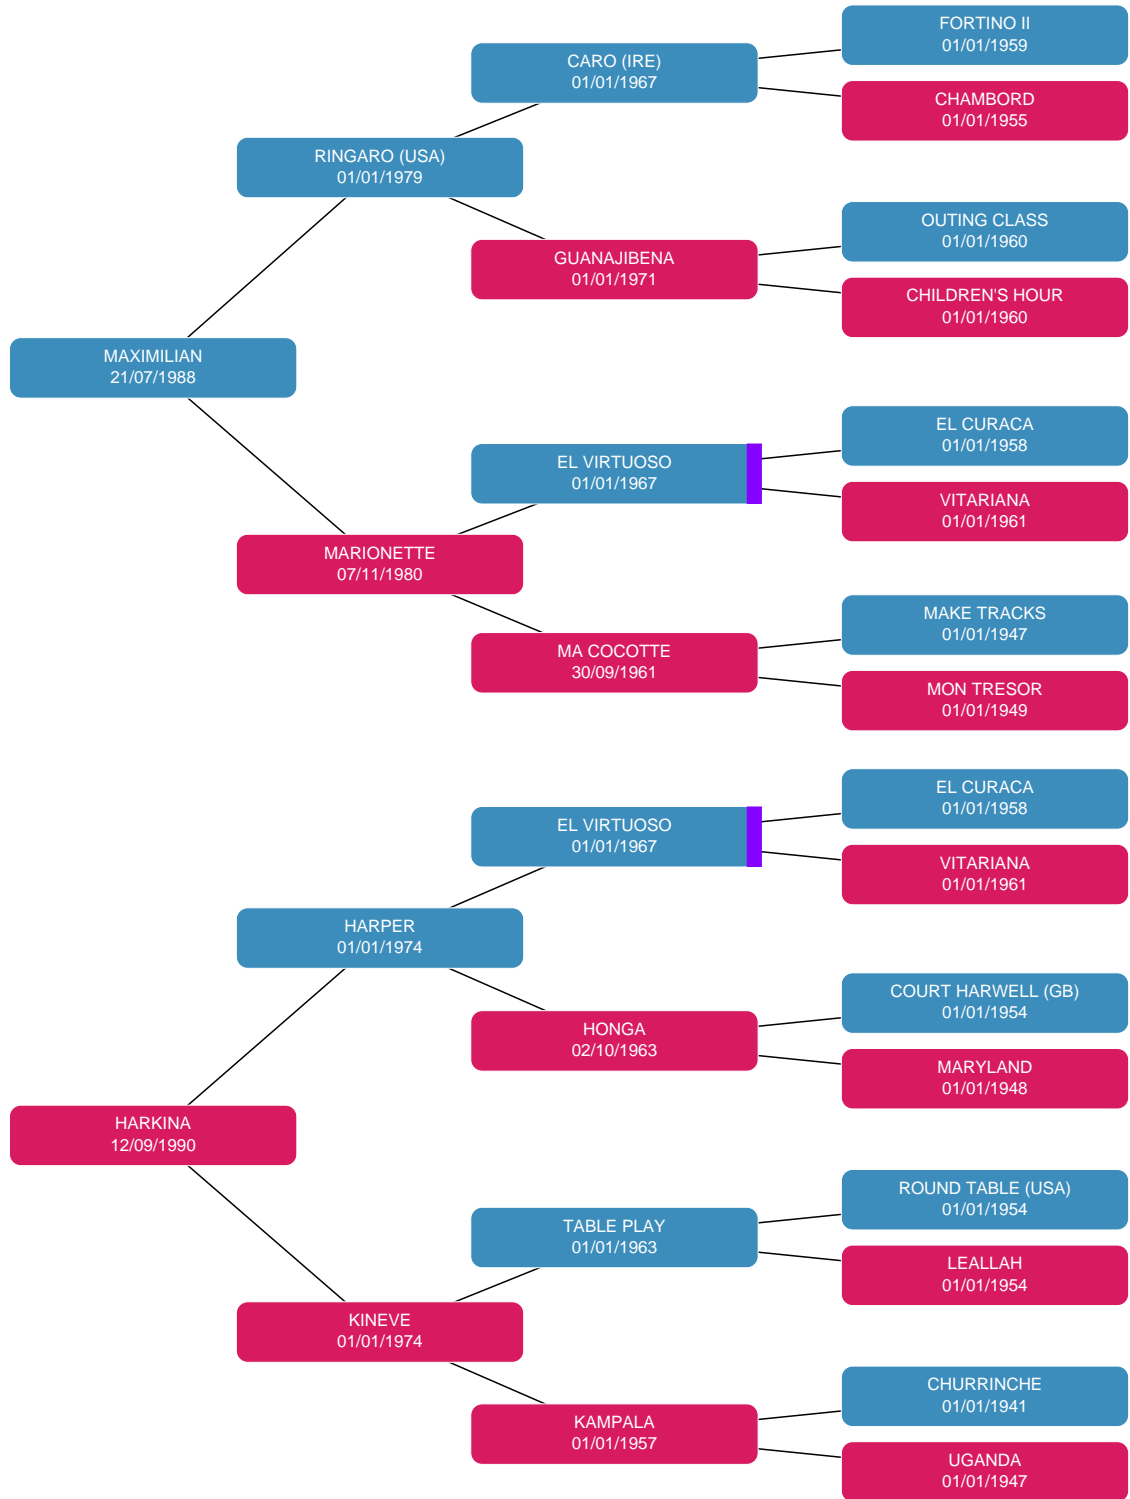 FORTINO II
01/01/1959
CARO (IRE)
01/01/1967
CHAMBORD
01/01/1955
RINGARO (USA)
01/01/1979
OUTING CLASS
01/01/1960
GUANAJIBENA
01/01/1971
CHILDREN'S HOUR
01/01/1960
MAXIMILIAN
21/07/1988
EL CURACA
01/01/1958
EL VIRTUOSO
01/01/1967
VITARIANA
01/01/1961
MARIONETTE
07/11/1980
MAKE TRACKS
01/01/1947
MA COCOTTE
30/09/1961
MON TRESOR
01/01/1949
EL CURACA
01/01/1958
EL VIRTUOSO
01/01/1967
VITARIANA
01/01/1961
HARPER
01/01/1974
COURT HARWELL (GB)
01/01/1954
HONGA
02/10/1963
MARYLAND
01/01/1948
HARKINA
12/09/1990
ROUND TABLE (USA)
01/01/1954
TABLE PLAY
01/01/1963
LEALLAH
01/01/1954
KINEVE
01/01/1974
CHURRINCHE
01/01/1941
KAMPALA
01/01/1957
UGANDA
01/01/1947